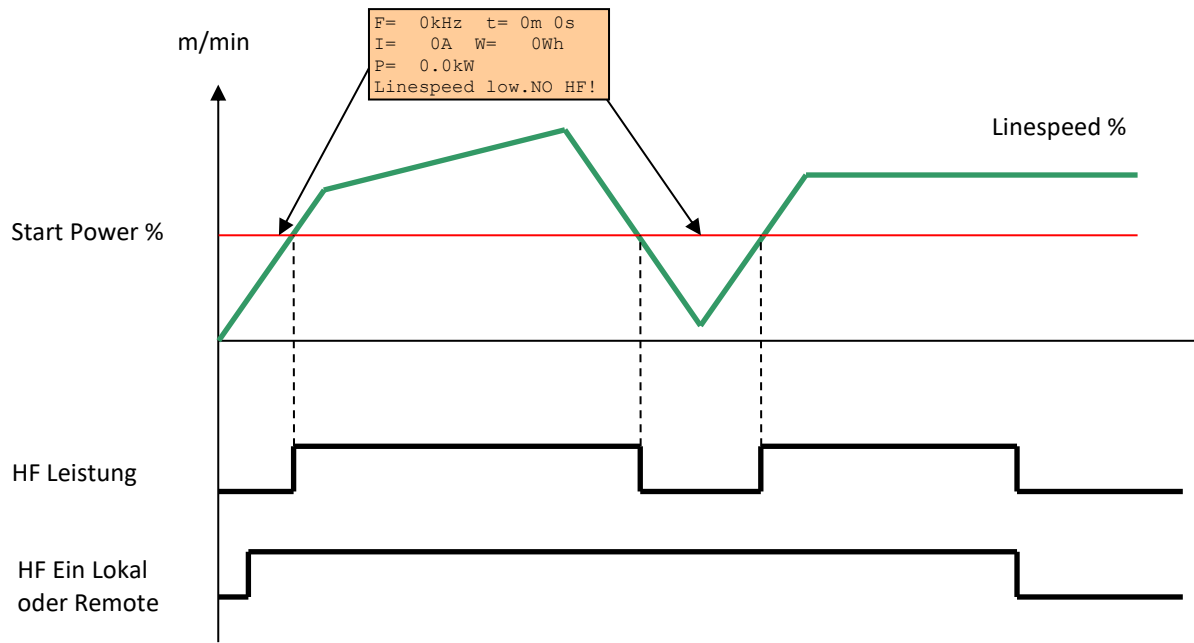 F=   0kHz  t= 0m 0s
I=   0A  W=   0Wh
P=  0.0kW
Linespeed low.NO HF!
m/min
Linespeed %
Start Power %
HF Leistung
HF Ein Lokal
oder Remote